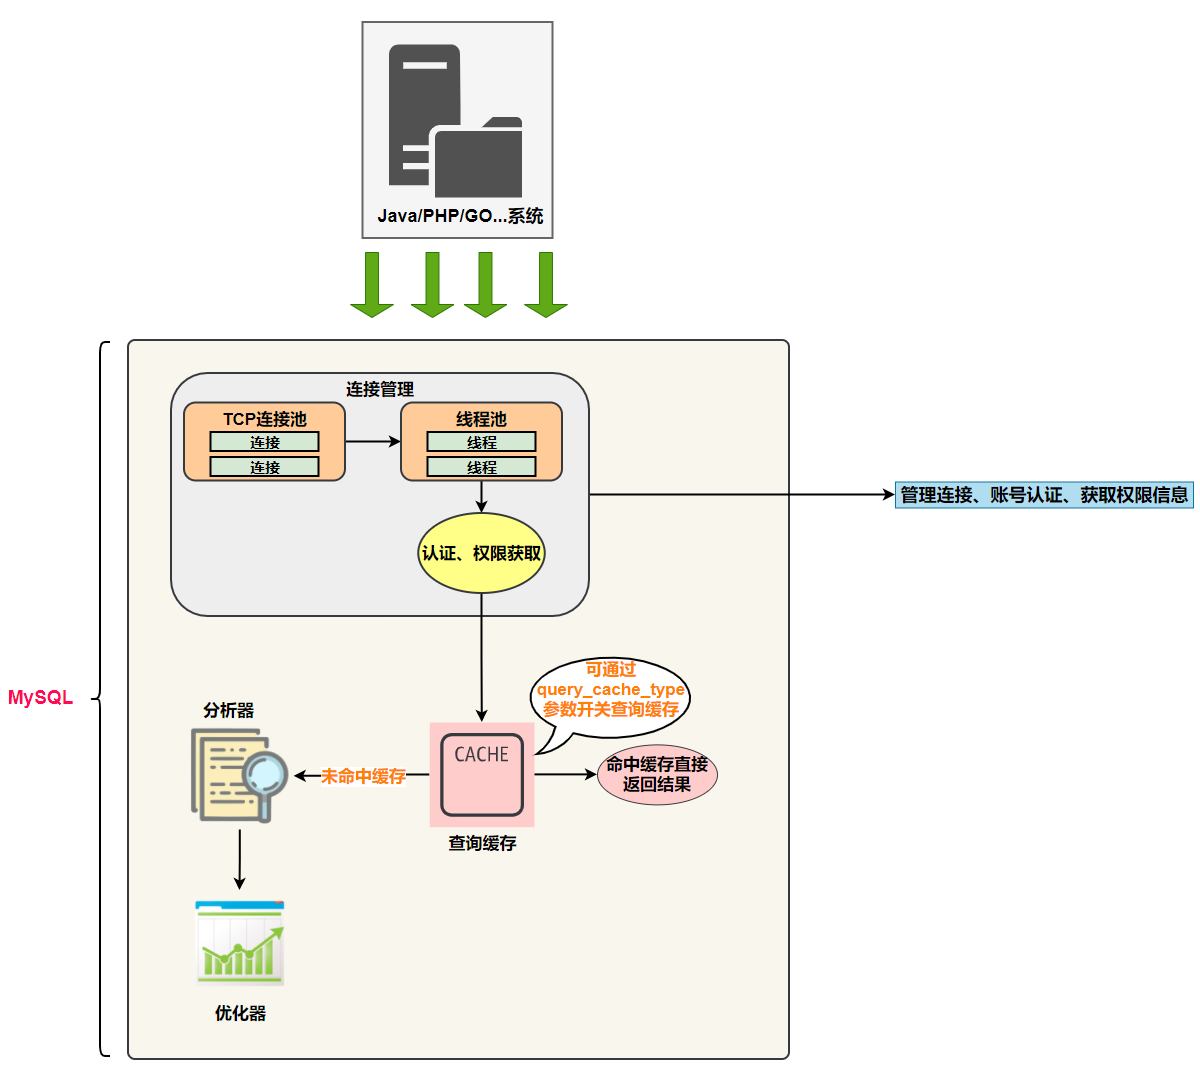 Java/PHP/GO...系统
连接管理
TCP连接池
连接
连接
线程池
线程
线程
管理连接、账号认证、获取权限信息
认证、权限获取
可通过
query_cache_type
参数开关查询缓存
MySQL
分析器
CACHE
未命中缓存
命中缓存直接
返回结果
查询缓存
优化器